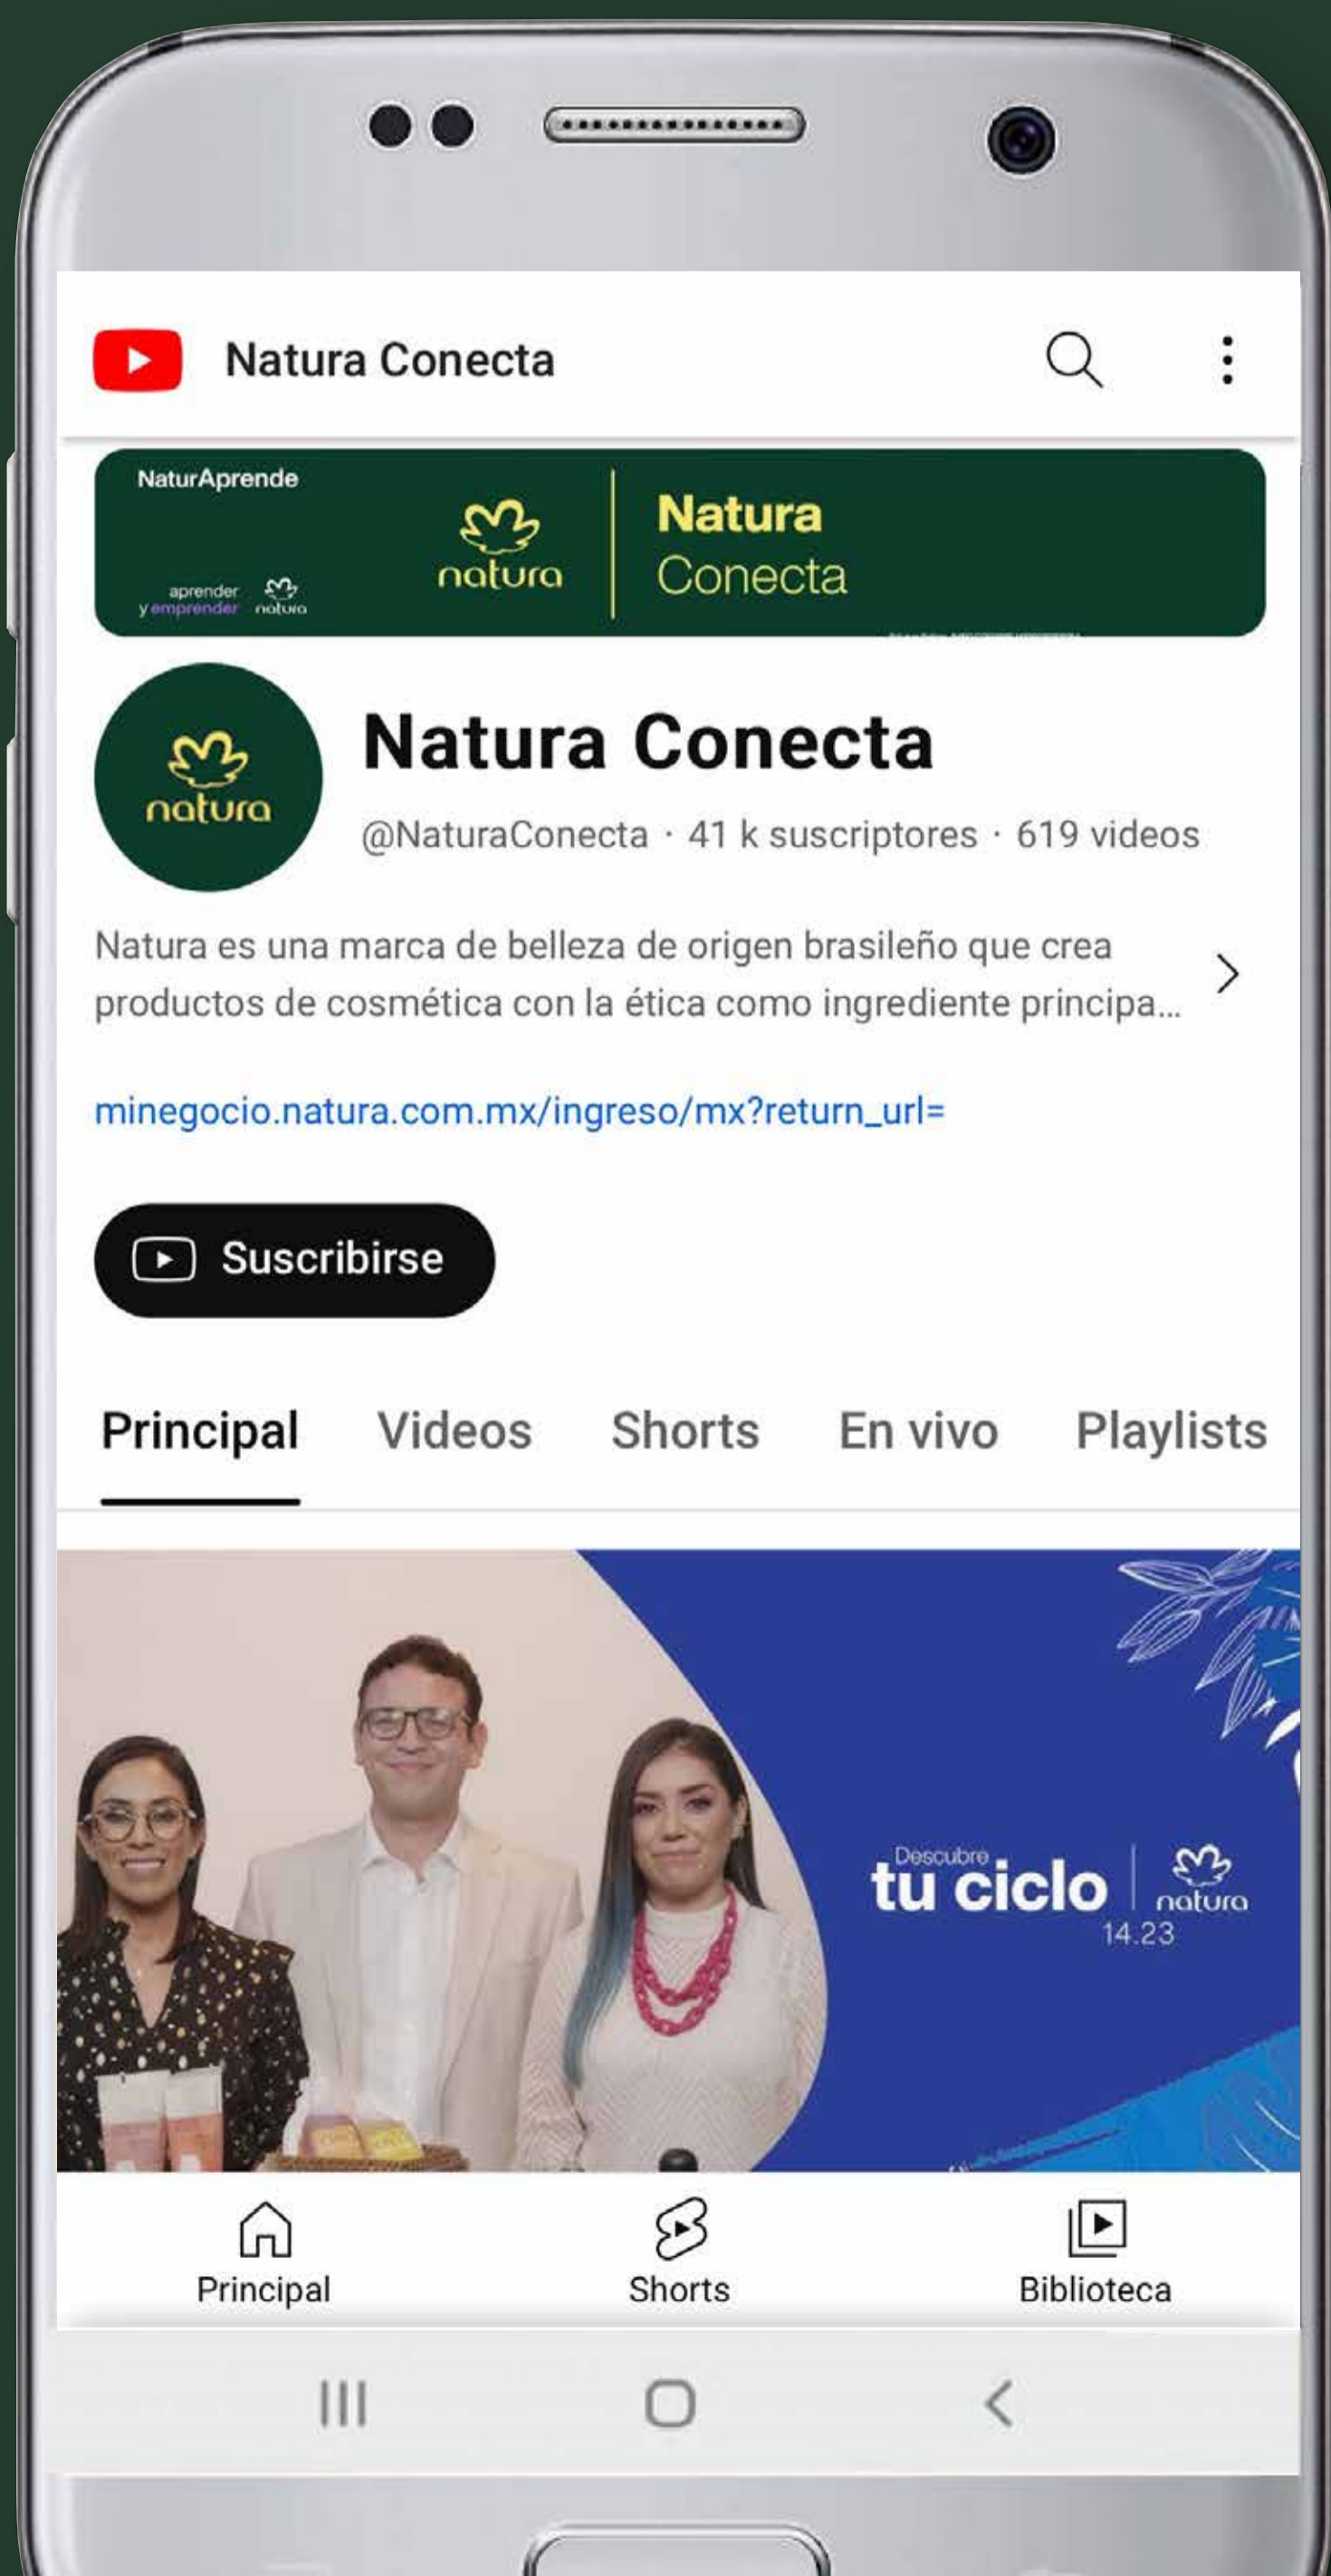 Natura Conecta
NaturAprende
aprender
y emprender
natura
natura
Natura
Conecta
natura
Natura Conecta
@NaturaConecta · 41 k suscriptores · 619 videos
Natura es una marca de belleza de origen brasileño que crea
productos de cosmética con la ética como ingrediente principa...
minegocio.natura.com.mx/ingreso/mx?return_url=
Suscribirse
Principal Videos Shorts En vivo Playlists
Descubre
tu ciclo
natura
14.23
Principal Shorts Biblioteca